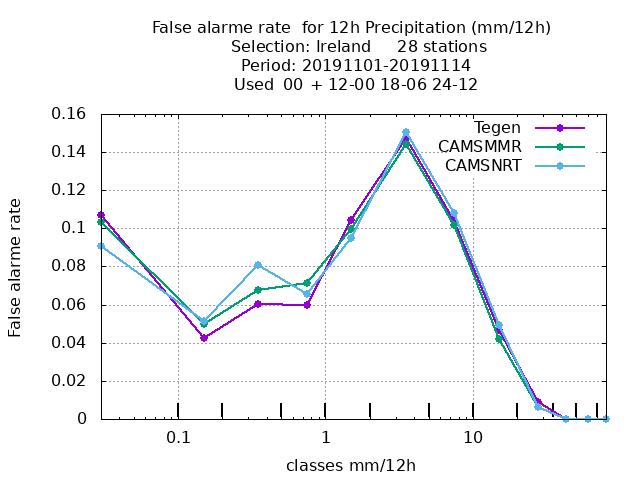 False alarme rate  for 12h Precipitation (mm/12h)
Selection: Ireland     28 stations
Period: 20191101-20191114
Used  00  + 12-00 18-06 24-12
Tegen
CAMSMMR
CAMSNRT
False alarme rate
0.16
0.14
0.12
0.1
0.08
0.06
0.04
0.02
0
0.1
1
10
classes mm/12h